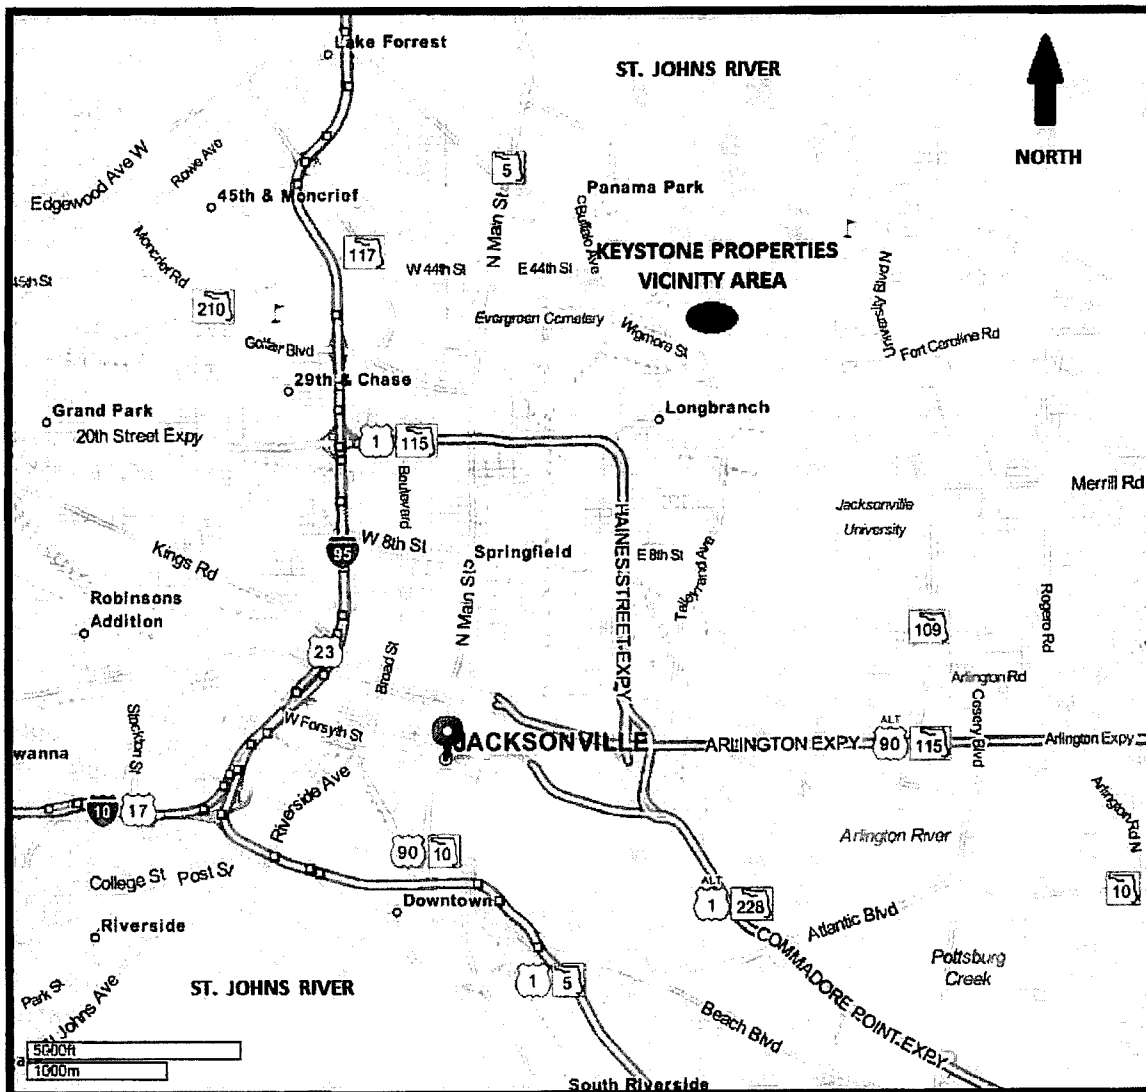 Lake Forrest
ST. JOHNS RIVER
NORTH
Edgewood Ave W
Rowe Ave
5
Panama Park
45th & Moncrief
N Main St
Buffalo Ave
Moncrief Rd
117
W 44th St
E 44th St
KEYSTONE PROPERTIES
VICINITY AREA
University Blvd N
45th St
210
Evergreen Cemetery
Wigmore St
Golfair Blvd
Fort Caroline Rd
29th & Chase
Grand Park
Longbranch
20th Street Expy
1
115
Boulevard
Merrill Rd
HAINES STREET EXPY
Jacksonville
University
W 8th St
95
Springfield
E 8th St
Kings Rd
Talleyrand Ave
Robinsons
Addition
N Main St
Rogero Rd
109
23
Broad St
Arlington Rd
Stockton St
W Forsyth St
Cesery Blvd
JACKSONVILLE
ARLINGTON EXPY
ALT
90
115
Arlington Expy
wanna
10
17
Riverside Ave
Arlington Rd N
Arlington River
90
10
College St
Post St
ALT
1
228
10
Downtown
Atlantic Blvd
Riverside
COMMADORE POINT EXPY
Pottsburg
Creek
1
5
Park St
ST. JOHNS RIVER
St Johns Ave
Beach Blvd
5000ft
1000m
South Riverside